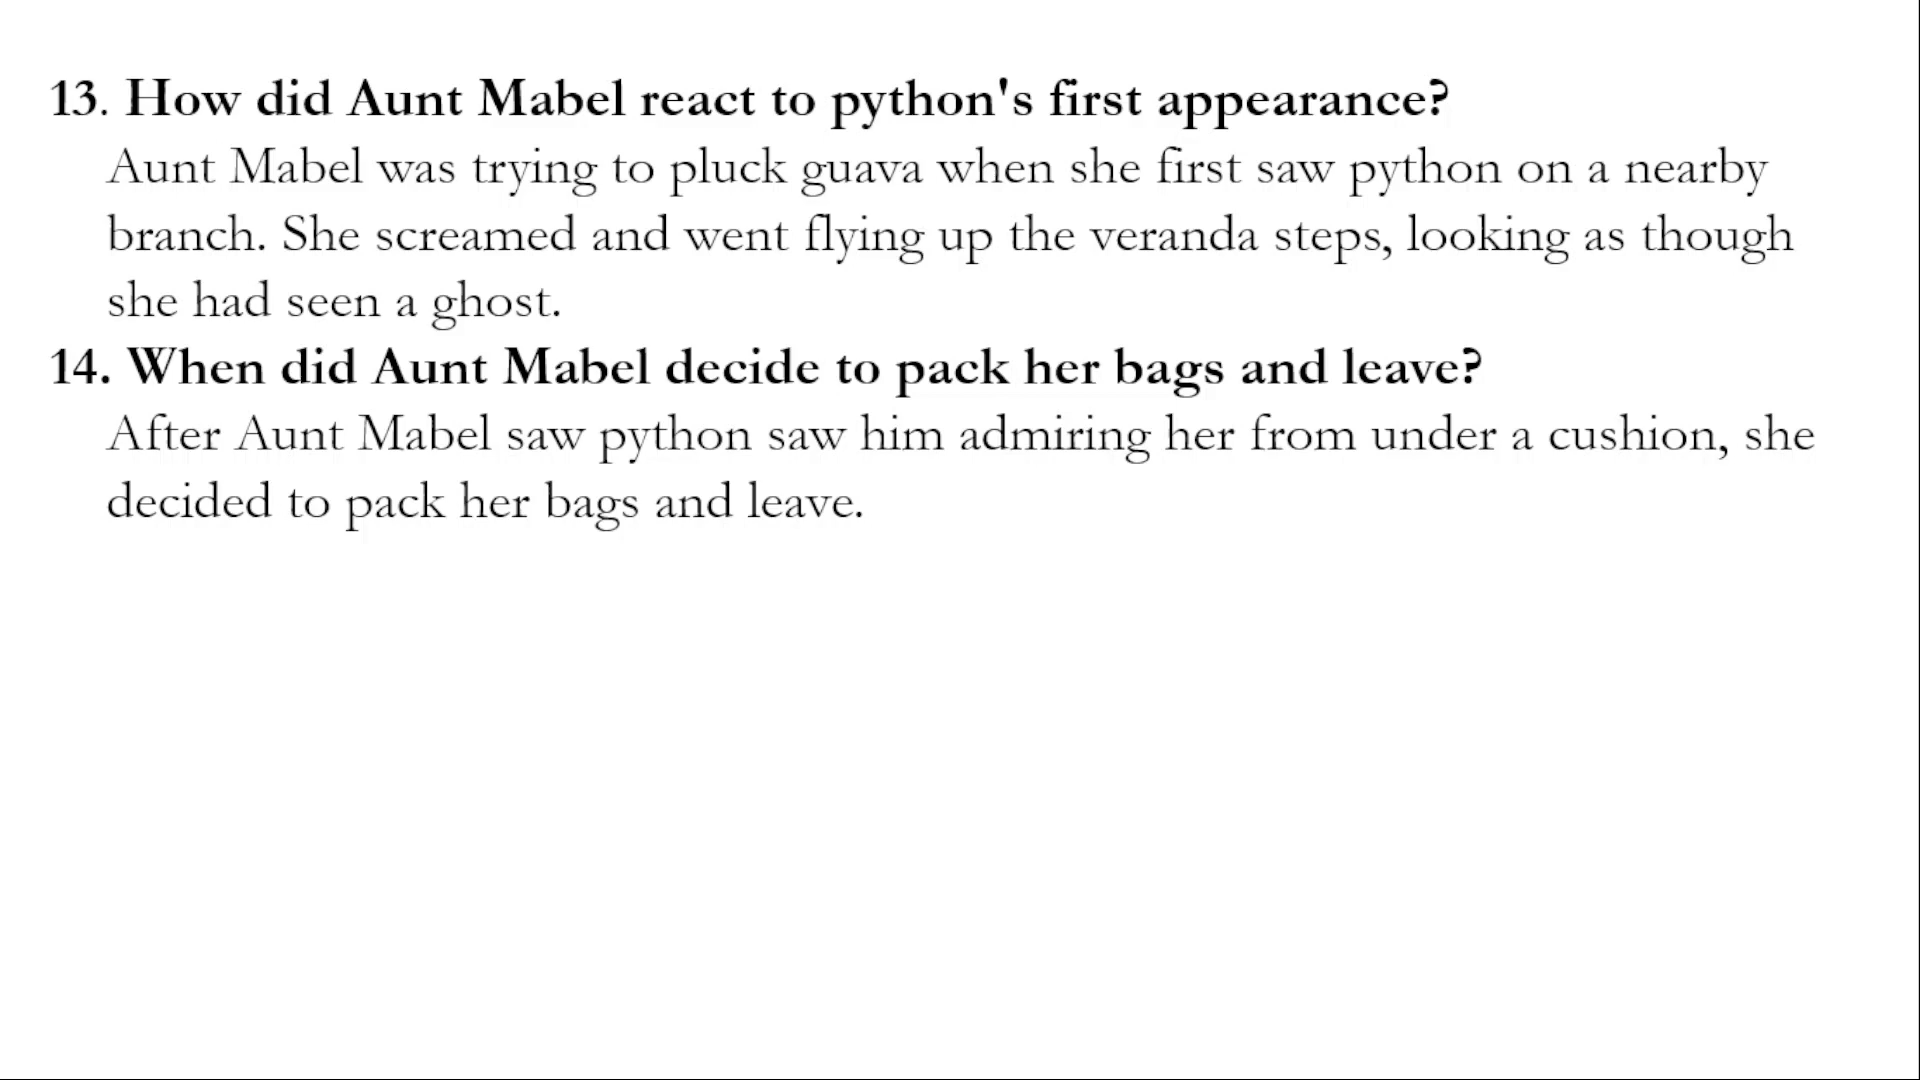 13. How did Aunt Mabel react to python's first appearance?
Aunt Mabel was trying to pluck guava when she first saw python on a nearby
branch. She screamed and went flying up the veranda steps, looking as though
she had seen a ghost.
14. When did Aunt Mabel decide to pack her bags and leave?
After Aunt Mabel saw python saw him admiring her from under a cushion, she
decided to pack her bags and leave.